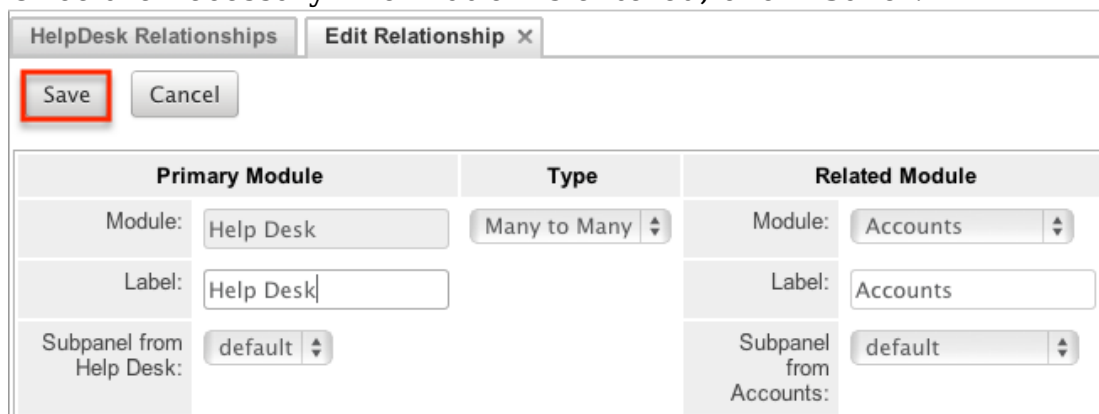 HelpDesk Relationships Edit Relationship ×
Save Cancel
Primary Module Type Related Module
Module: Help Desk Many to Many Module: Accounts
Label: Help Desk Label: Accounts
Subpanel from Help Desk: default Subpanel from Accounts: default